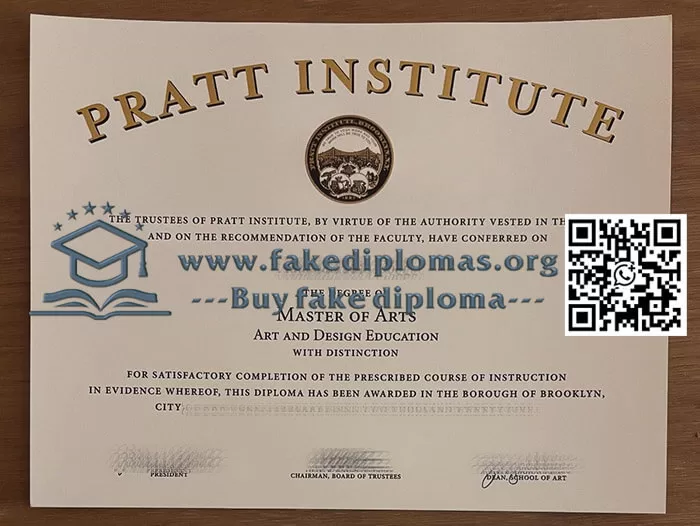 PRATT INSTITUTE
THE TRUSTEES OF PRATT INSTITUTE, BY VIRTUE OF THE AUTHORITY VESTED IN
AND ON THE RECOMMENDATION OF THE FACULTY, HAVE CONFERRED ON
www.fakediplomas.org
THE DEGREE
---Buy fake diploma---
MASTER OF ARTS
ART AND DESIGN EDUCATION
WITH DISTINCTION
FOR SATISFACTORY COMPLETION OF THE PRESCRIBED COURSE OF INSTRUCTION
IN EVIDENCE WHEREOF, THIS DIPLOMA HAS BEEN AWARDED IN THE BOROUGH OF BROOKLYN,
CITY
PRESIDENT
CHAIRMAN, BOARD OF TRUSTEES
DEAN, SCHOOL OF ART